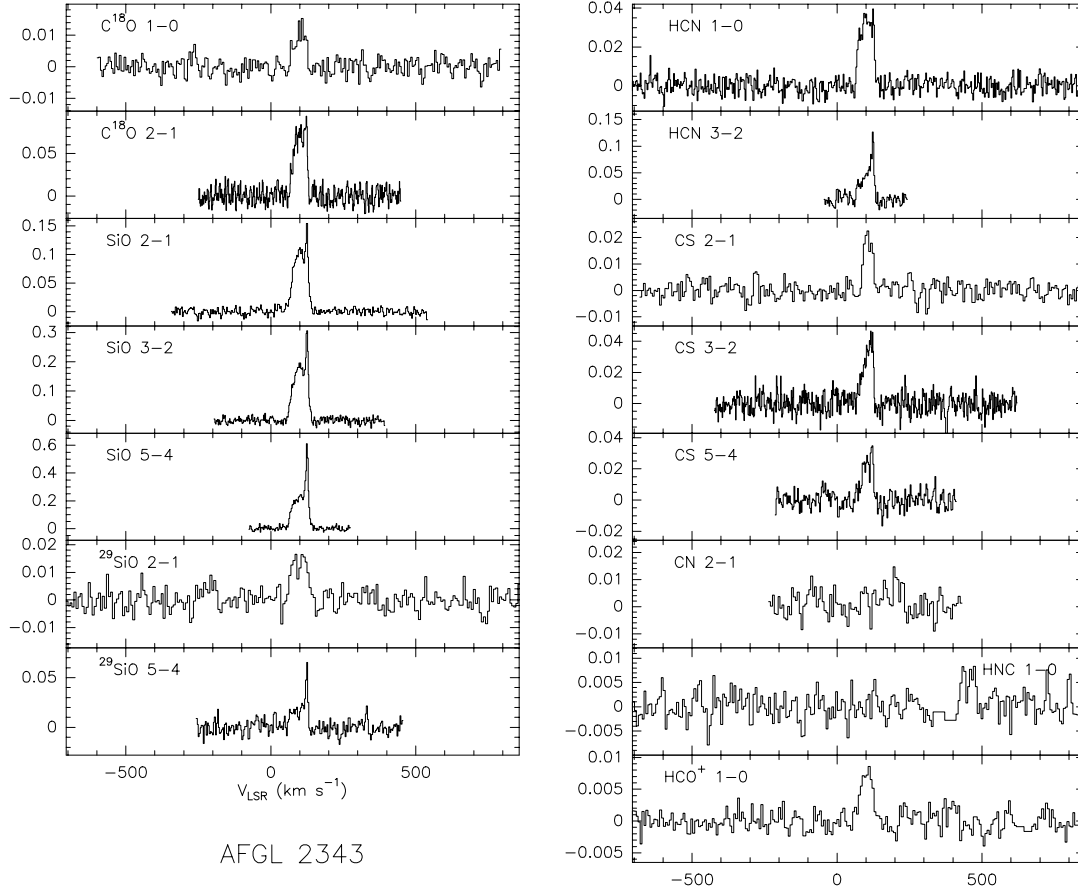 C18O 1−0
0.01
0
−0.01
C18O 2−1
0.05
0
SiO 2−1
0.15
0.1
0.05
0
SiO 3−2
0.3
0.2
0.1
0
SiO 5−4
0.6
0.4
0.2
0
29SiO 2−1
0.02
0.01
0
−0.01
29SiO 5−4
0.05
0
−500 0 500
VLSR (km s−1)
AFGL 2343
HCN 1−0
0.04
0.02
0
HCN 3−2
0.15
0.1
0.05
0
CS 2−1
0.02
0.01
0
−0.01
CS 3−2
0.04
0.02
0
CS 5−4
0.04
0.02
0
−0.02
CN 2−1
0.02
0.01
0
−0.01
HNC 1−0
0.01
0.005
0
−0.005
HCO+ 1−0
0.01
0.005
0
−0.005
−500 0 500